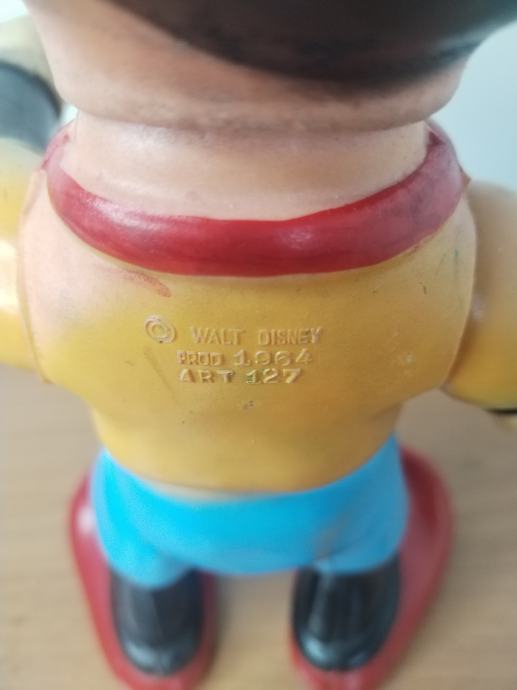 © WALT DISNEY
PROD 1964
ART 127